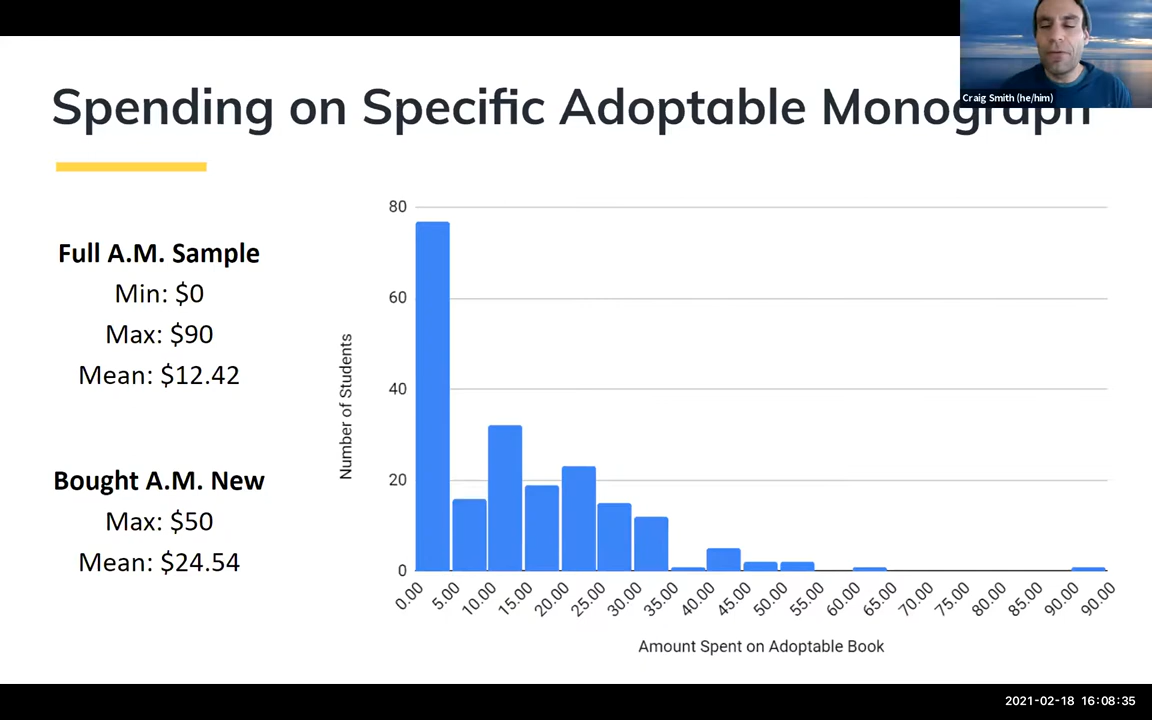 Spending on Specific Adoptable Monograph
Craig Smith (he/him)
Full A.M. Sample
Min: $0
Max: $90
Mean: $12.42
Bought A.M. New
Max: $50
Mean: $24.54
Number of Students
80
60
40
20
0
0.00 5.00 10.00 15.00 20.00 25.00 30.00 35.00 40.00 45.00 50.00 55.00 60.00 65.00 70.00 75.00 80.00 85.00 90.00 90.00
Amount Spent on Adoptable Book
2021-02-18 16:08:35